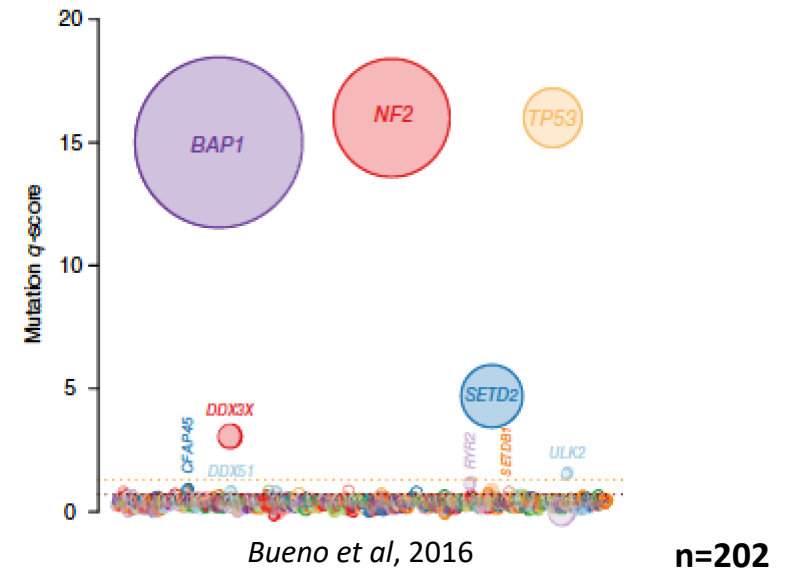 20
15
10
5
0
Mutation q-score
BAP1
NF2
TP53
SETD2
DDX3X
CFAP45
DDX51
RYR2
SETDB1
ULK2
Bueno et al, 2016
n=202